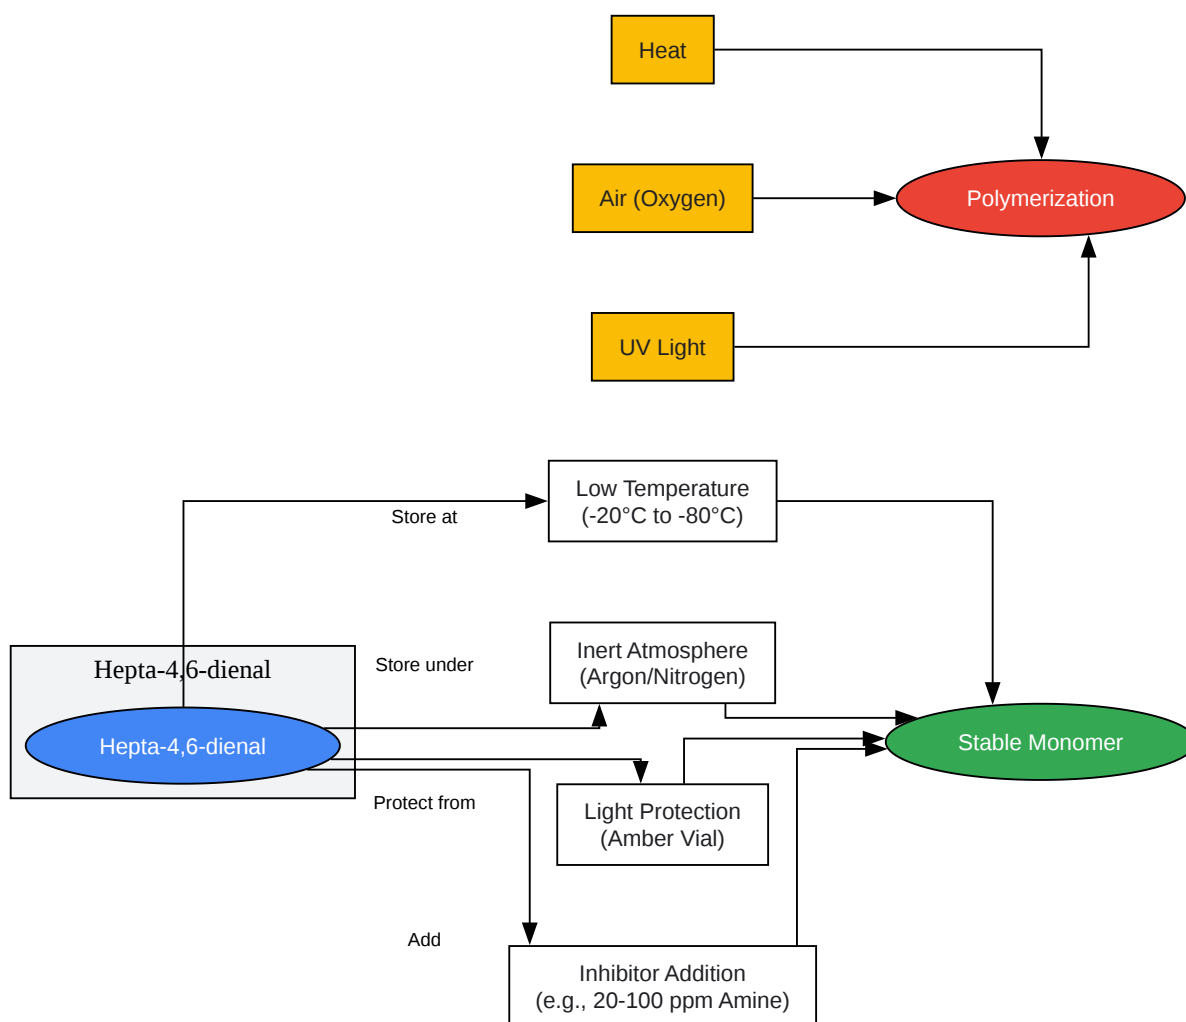 Heat
Air (Oxygen)
Polymerization
UV Light
Low Temperature
(-20°C to -80°C)
Store at
Hepta-4,6-dienal
Store under
Inert Atmosphere
(Argon/Nitrogen)
Hepta-4,6-dienal
Stable Monomer
Protect from
Light Protection
(Amber Vial)
Add
Inhibitor Addition
(e.g., 20-100 ppm Amine)